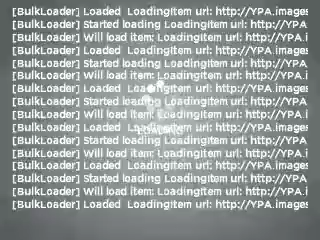 [BulkLoader] Loaded LoadingItem url: http://YPA.images
[BulkLoader] Started loading LoadingItem url: http://YPA
[BulkLoader] Will load item: LoadingItem url: http://YPA.i
[BulkLoader] Loaded LoadingItem url: http://YPA.images
[BulkLoader] Started loading LoadingItem url: http://YPA
[BulkLoader] Will load item: LoadingItem url: http://YPA.i
[BulkLoader] Loaded LoadingItem url: http://YPA.images
[BulkLoader] Started loading LoadingItem url: http://YPA
[BulkLoader] Will load item: LoadingItem url: http://YPA.i
[BulkLoader] Loaded LoadingItem url: http://YPA.images
[BulkLoader] Started loading LoadingItem url: http://YPA
[BulkLoader] Will load item: LoadingItem url: http://YPA.i
[BulkLoader] Loaded LoadingItem url: http://YPA.images
[BulkLoader] Started loading LoadingItem url: http://YPA
[BulkLoader] Will load item: LoadingItem url: http://YPA.i
[BulkLoader] Loaded LoadingItem url: http://YPA.images